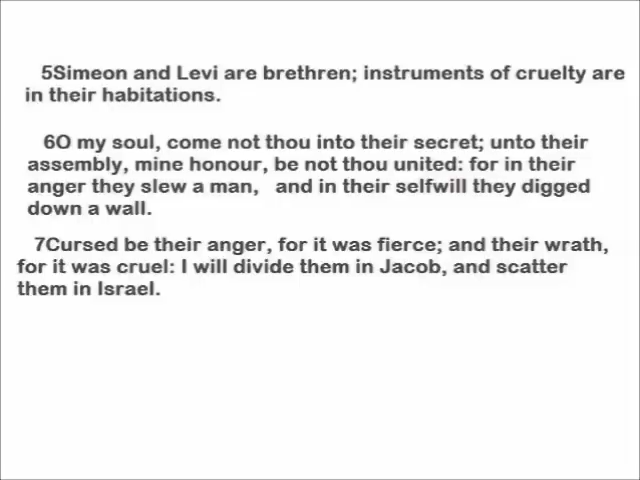 5Simeon and Levi are brethren; instruments of cruelty are
in their habitations.
6O my soul, come not thou into their secret; unto their
assembly, mine honour, be not thou united: for in their
anger they slew a man, and in their selfwill they digged
down a wall.
7Cursed be their anger, for it was fierce; and their wrath,
for it was cruel: I will divide them in Jacob, and scatter
them in Israel.